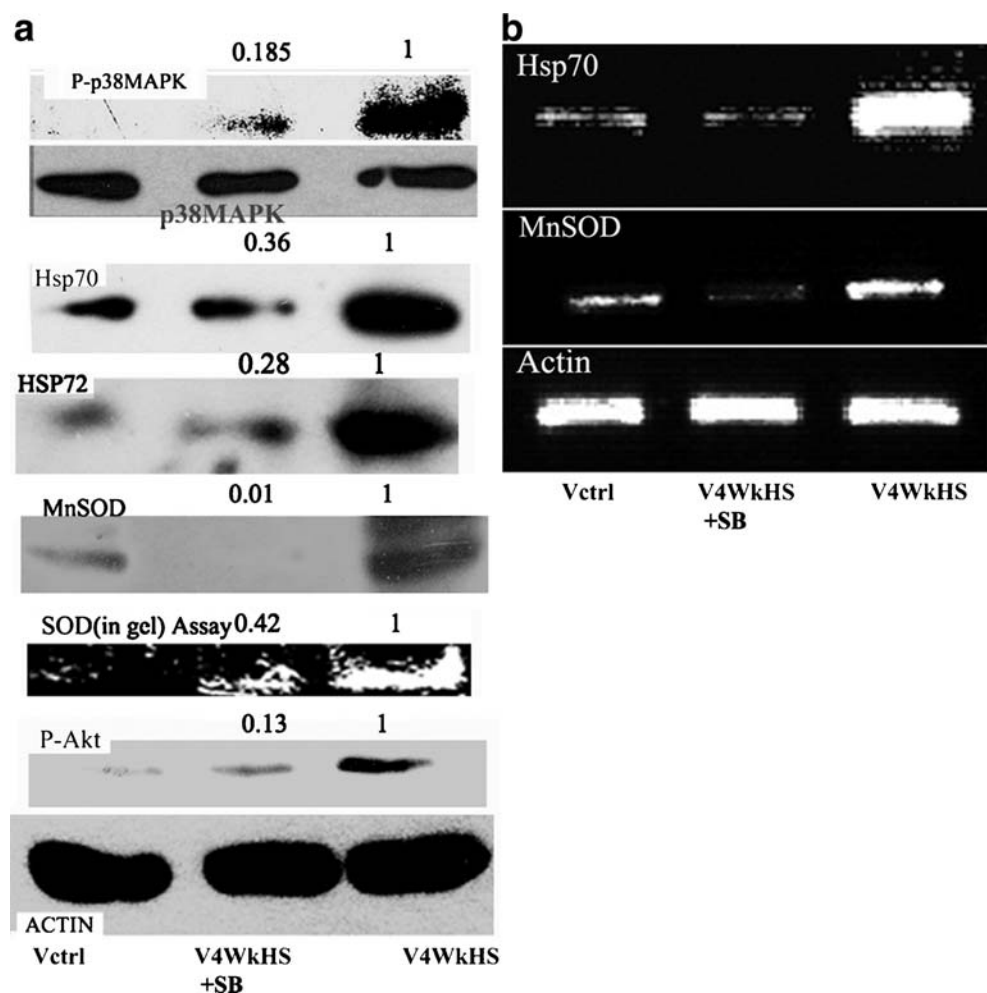 a
0.185 1
P-p38MAPK
p38MAPK
0.36 1
Hsp70
0.28 1
HSP72
0.01 1
MnSOD
SOD(in gel) Assay 0.42 1
0.13 1
P-Akt
ACTIN
Vctrl V4WkHS V4WkHS
+SB
b
Hsp70
MnSOD
Actin
Vctrl V4WkHS V4WkHS
+SB